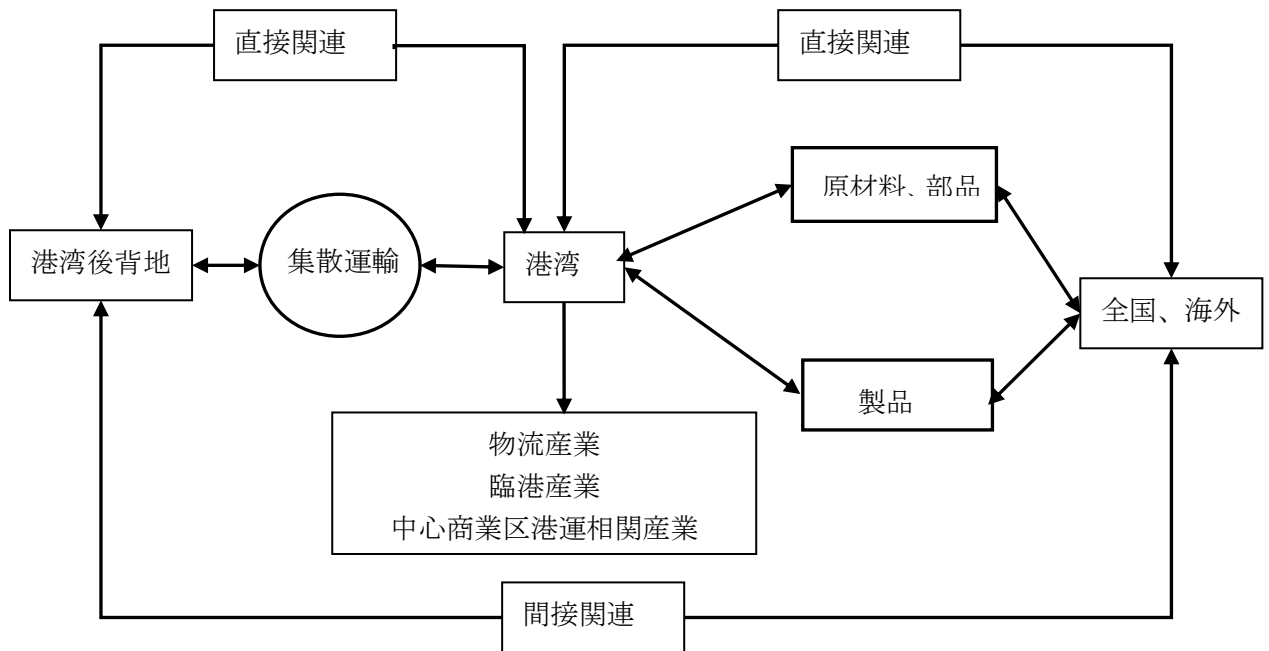 直接関連
直接関連
原材料、部品
港湾後背地
集散運輸
港湾
全国、海外
製品
物流産業
臨港産業
中心商業区港運相関産業
間接関連